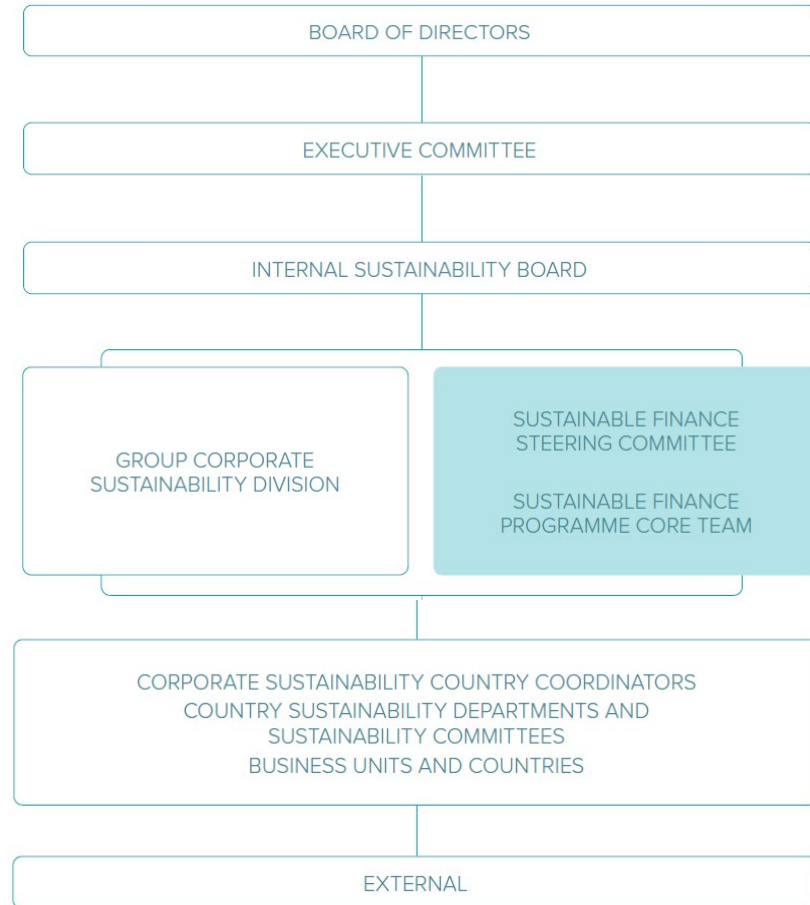 BOARD OF DIRECTORS
EXECUTIVE COMMITTEE
INTERNAL SUSTAINABILITY BOARD
GROUP CORPORATE
SUSTAINABILITY DIVISION
SUSTAINABLE FINANCE
STEERING COMMITTEE
SUSTAINABLE FINANCE
PROGRAMME CORE TEAM
CORPORATE SUSTAINABILITY COUNTRY COORDINATORS
COUNTRY SUSTAINABILITY DEPARTMENTS AND
SUSTAINABILITY COMMITTEES
BUSINESS UNITS AND COUNTRIES
EXTERNAL